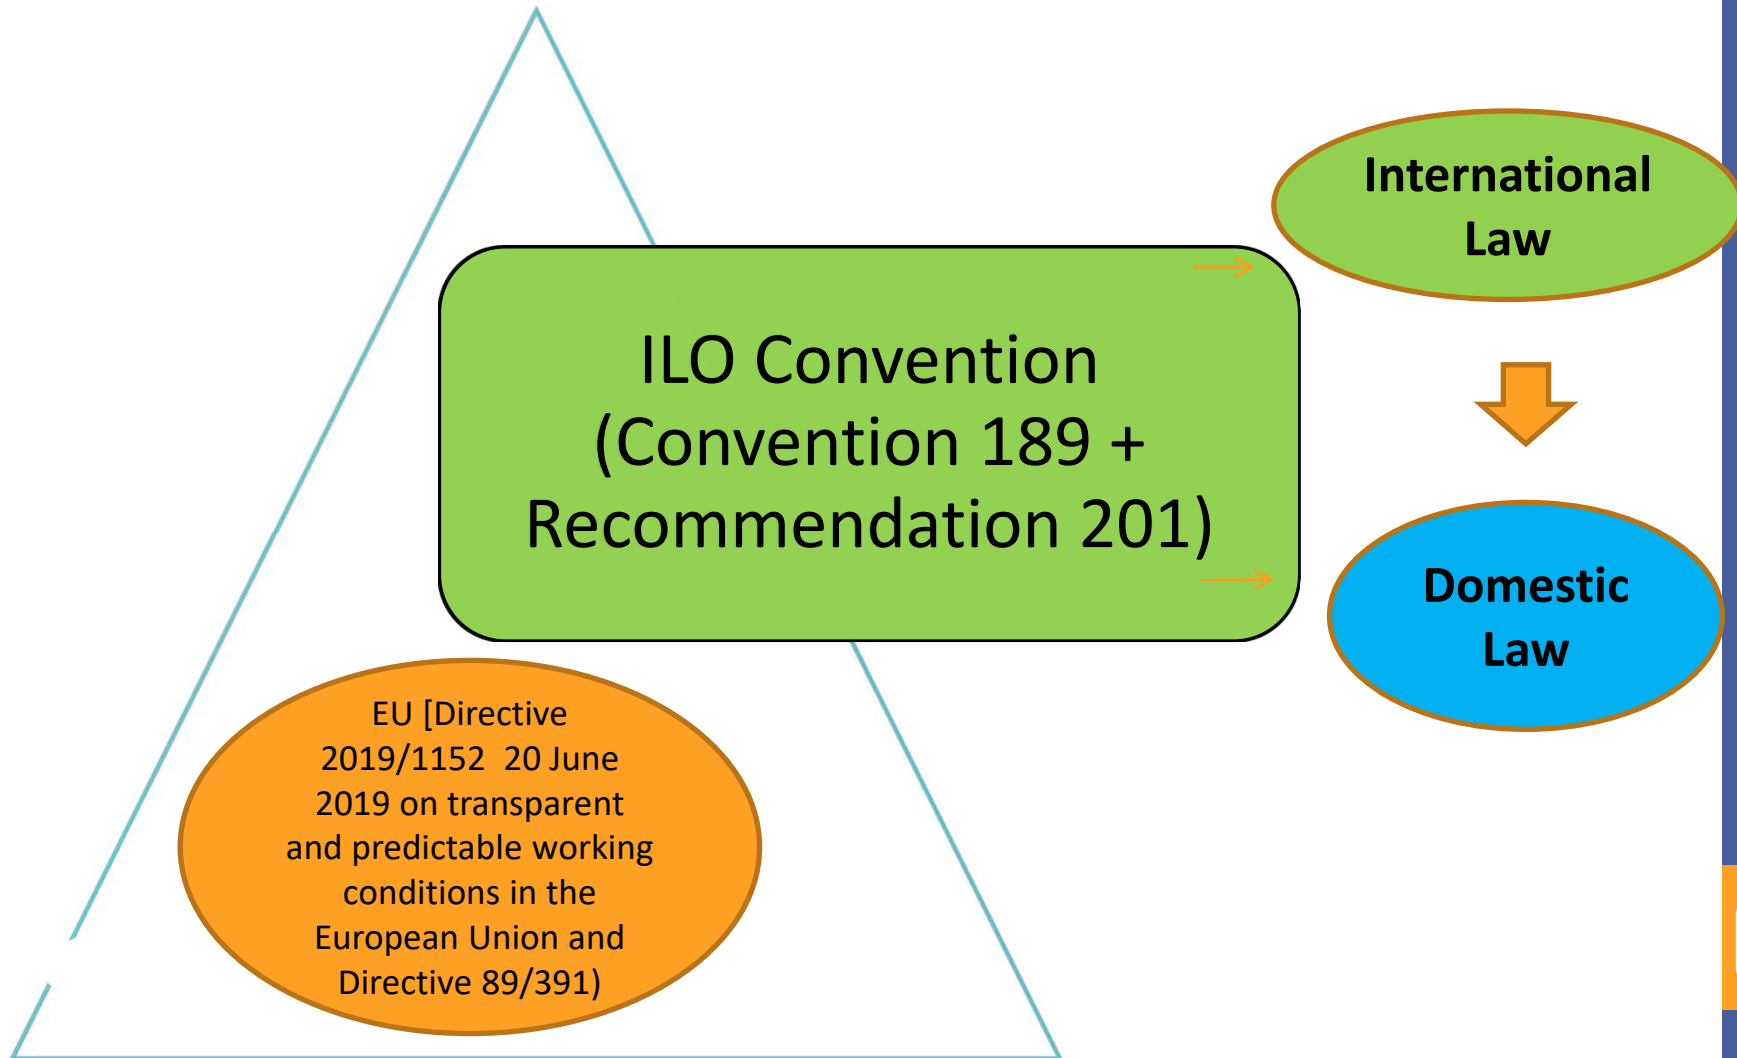 International
Law
ILO Convention
(Convention 189 +
Recommendation 201)
Domestic
Law
EU [Directive
2019/1152  20 June
2019 on transparent
and predictable working
conditions in the
European Union and
Directive 89/391)